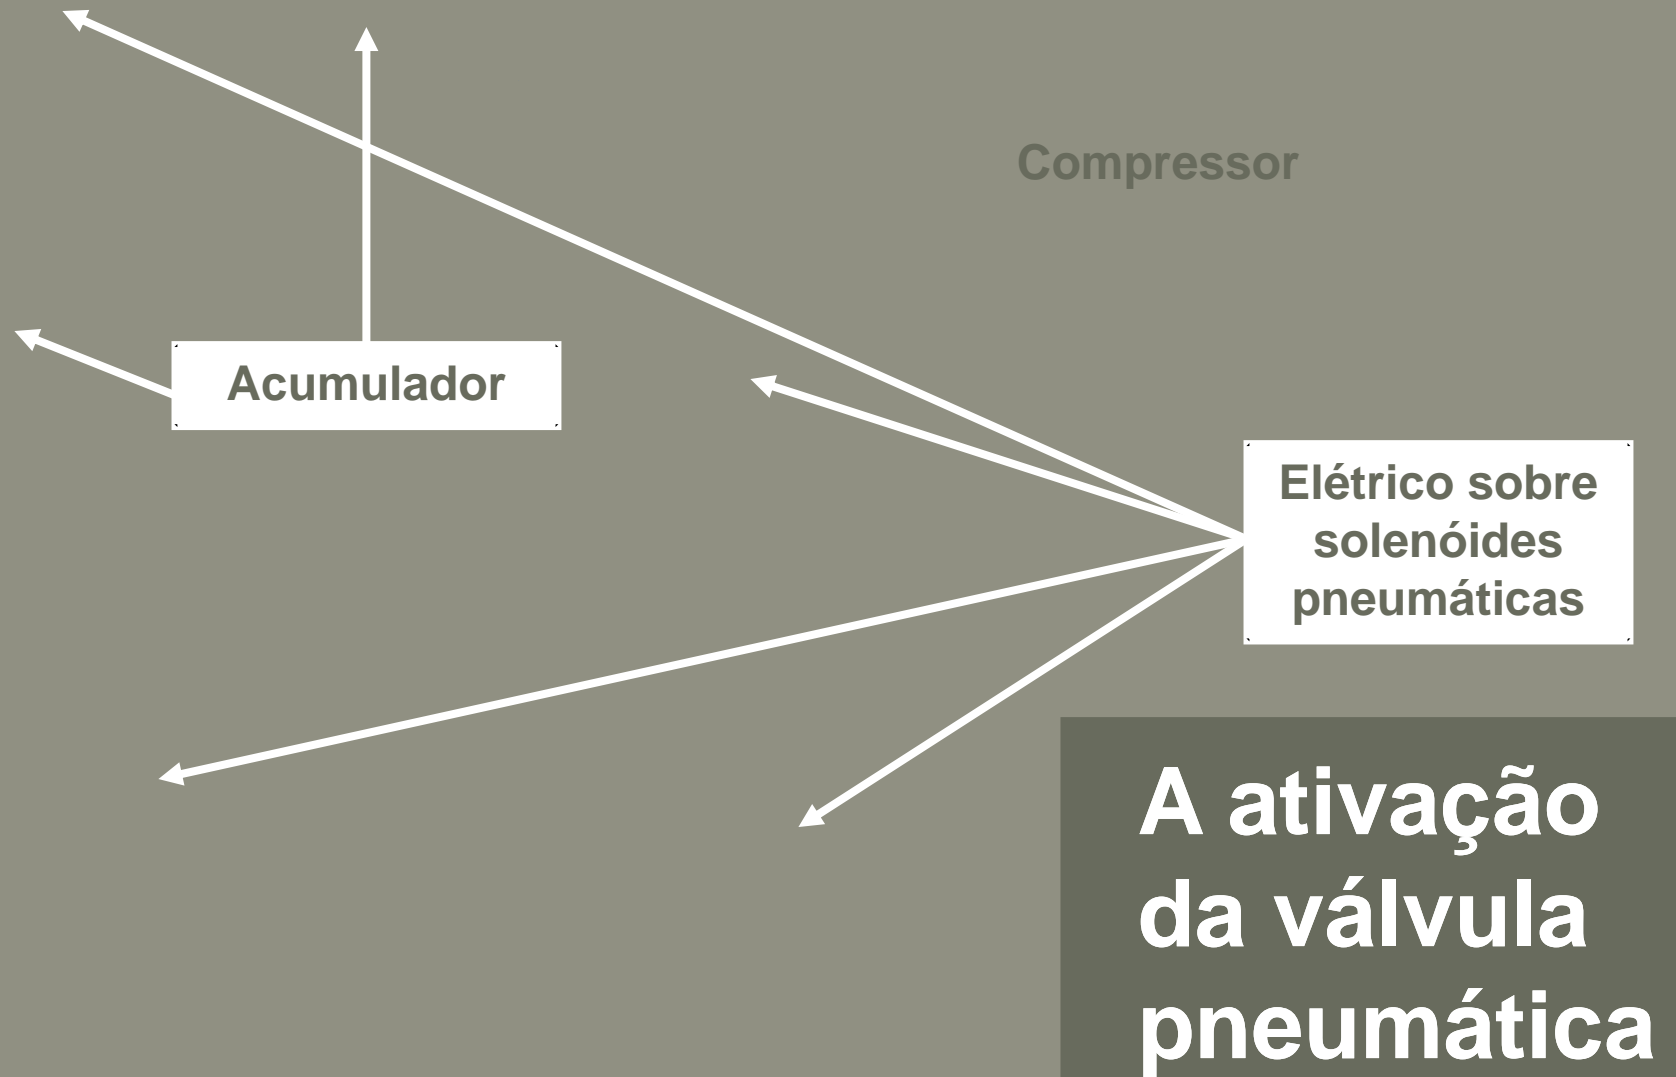 Compressor
Acumulador
Elétrico sobre
solenóides
pneumáticas
A ativação
da válvula
pneumática